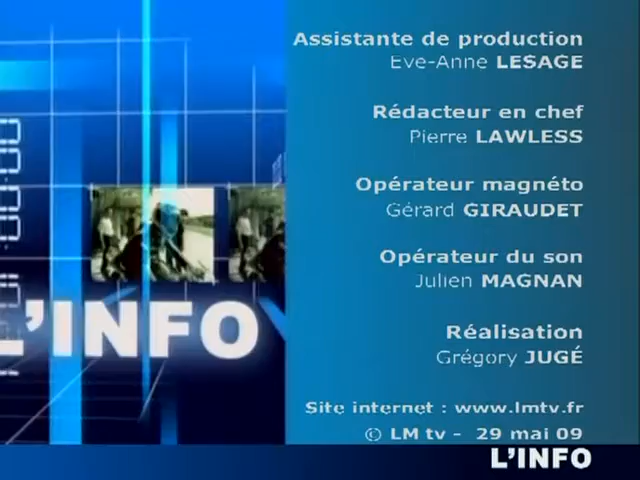 Assistante de production
Eve-Anne LESAGE
Rédacteur en chef
Pierre LAWLESS
Opérateur magnéto
Gérard GIRAUDET
Opérateur du son
Julien MAGNAN
Réalisation
Grégory JUGÉ
Site internet : www.lmtv.fr
© LM tv - 29 mai 09
L'INFO
L'INFO